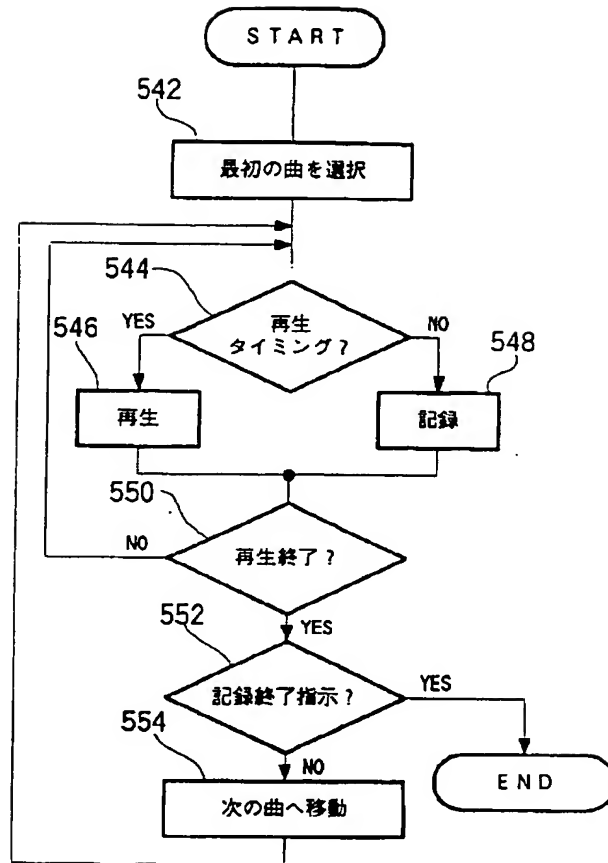 START
542
最初の曲を選択
544
再生
タイミング?
YES
NO
546
548
再生
記録
550
再生終了?
NO
YES
552
記録終了指示?
YES
NO
554
次の曲へ移動
END